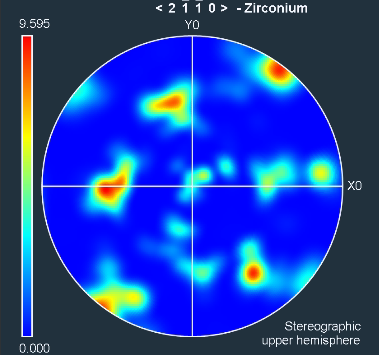 < 2 1 1 0 > - Zirconium
9.595
Y0
X0
0.000
Stereographic
upper hemisphere